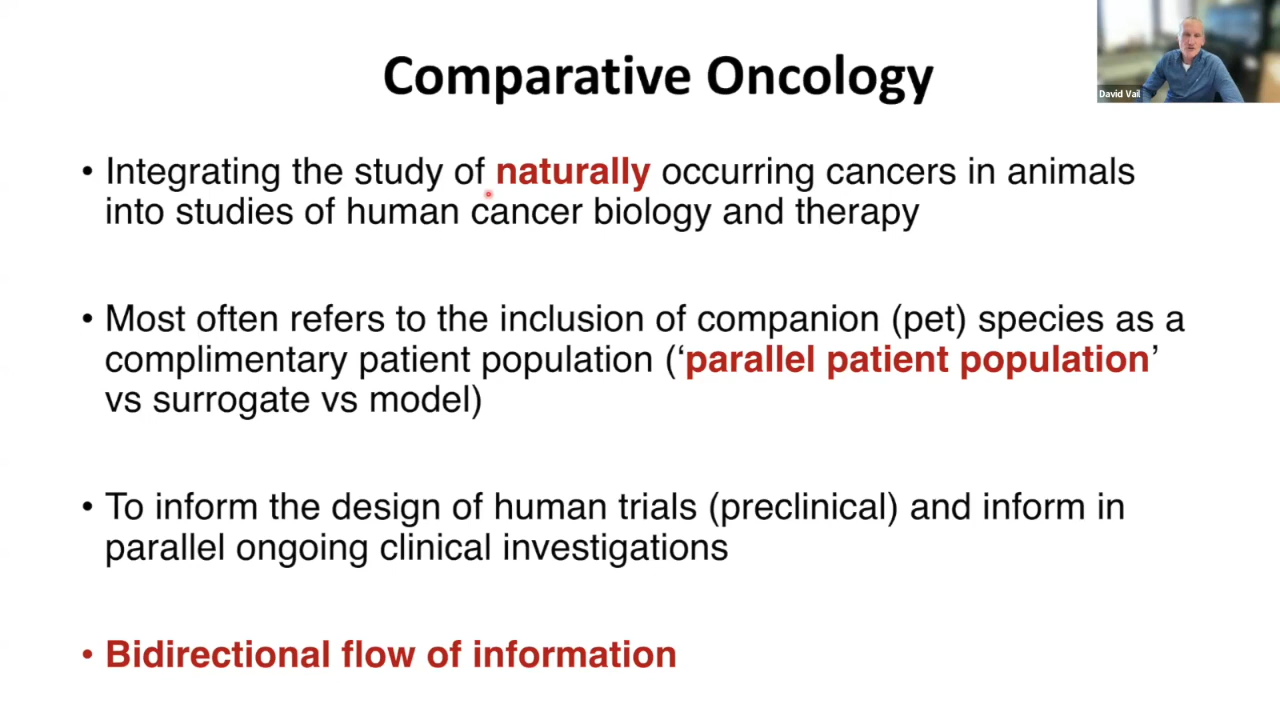 Comparative Oncology
David Vail
• Integrating the study of naturally occurring cancers in animals
into studies of human cancer biology and therapy
• Most often refers to the inclusion of companion (pet) species as a
complimentary patient population (‘parallel patient population’
vs surrogate vs model)
• To inform the design of human trials (preclinical) and inform in
parallel ongoing clinical investigations
• Bidirectional flow of information